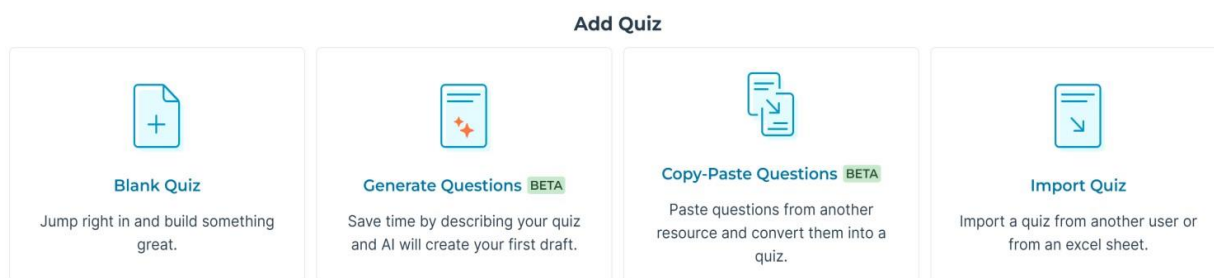 Add Quiz
Blank Quiz
Jump right in and build something
great.
Generate Questions BETA
Save time by describing your quiz
and AI will create your first draft.
Copy-Paste Questions BETA
Paste questions from another
resource and convert them into a
quiz.
Import Quiz
Import a quiz from another user or
from an excel sheet.